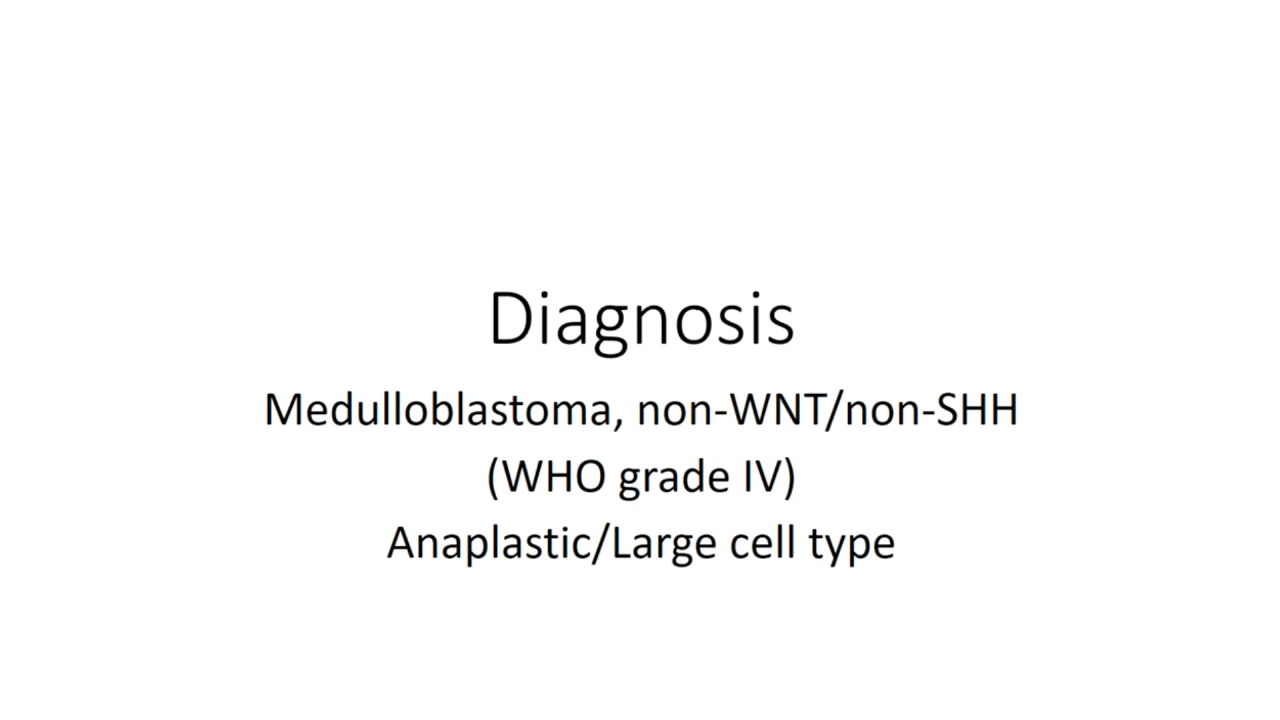 Diagnosis
Medulloblastoma, non-WNT/non-SHH
(WHO grade IV)
Anaplastic/Large cell type